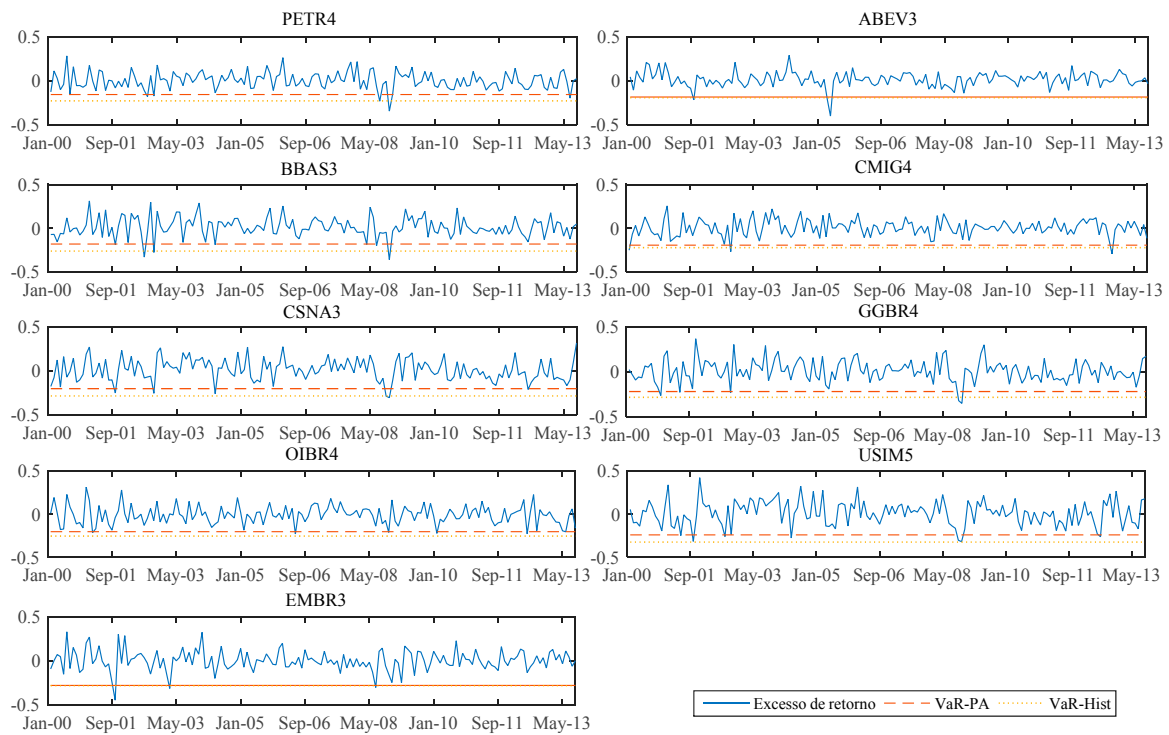 PETR4
0.5
0
-0.5
Jan-00 Sep-01 May-03 Jan-05 Sep-06 May-08 Jan-10 Sep-11 May-13
ABEV3
0.5
0
-0.5
Jan-00 Sep-01 May-03 Jan-05 Sep-06 May-08 Jan-10 Sep-11 May-13
BBAS3
0.5
0
-0.5
Jan-00 Sep-01 May-03 Jan-05 Sep-06 May-08 Jan-10 Sep-11 May-13
CMIG4
0.5
0
-0.5
Jan-00 Sep-01 May-03 Jan-05 Sep-06 May-08 Jan-10 Sep-11 May-13
CSNA3
0.5
0
-0.5
Jan-00 Sep-01 May-03 Jan-05 Sep-06 May-08 Jan-10 Sep-11 May-13
GGBR4
0.5
0
-0.5
Jan-00 Sep-01 May-03 Jan-05 Sep-06 May-08 Jan-10 Sep-11 May-13
OIBR4
0.5
0
-0.5
Jan-00 Sep-01 May-03 Jan-05 Sep-06 May-08 Jan-10 Sep-11 May-13
USIM5
0.5
0
-0.5
Jan-00 Sep-01 May-03 Jan-05 Sep-06 May-08 Jan-10 Sep-11 May-13
EMBR3
0.5
0
-0.5
Jan-00 Sep-01 May-03 Jan-05 Sep-06 May-08 Jan-10 Sep-11 May-13
Excesso de retorno VaR-PA VaR-Hist